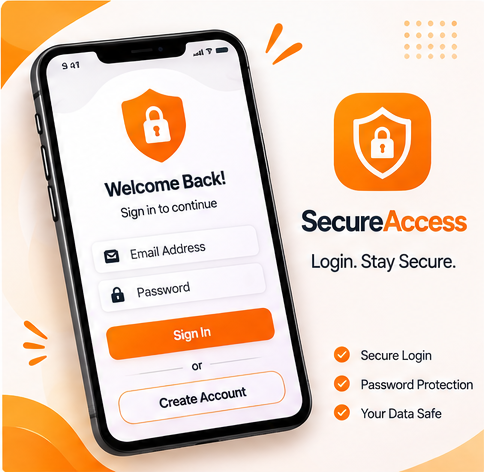 9:41
Welcome Back!
Sign in to continue
Email Address
Password
Sign In
or
Create Account
SecureAccess
Login. Stay Secure.
Secure Login
Password Protection
Your Data Safe